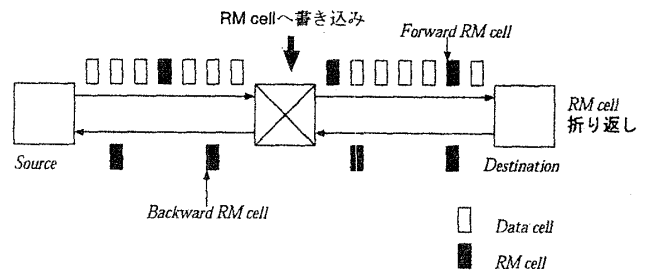 RM cellへ書き込み
Forward RM cell
RM cell
折り返し
Source
Destination
Backward RM cell
Data cell
RM cell